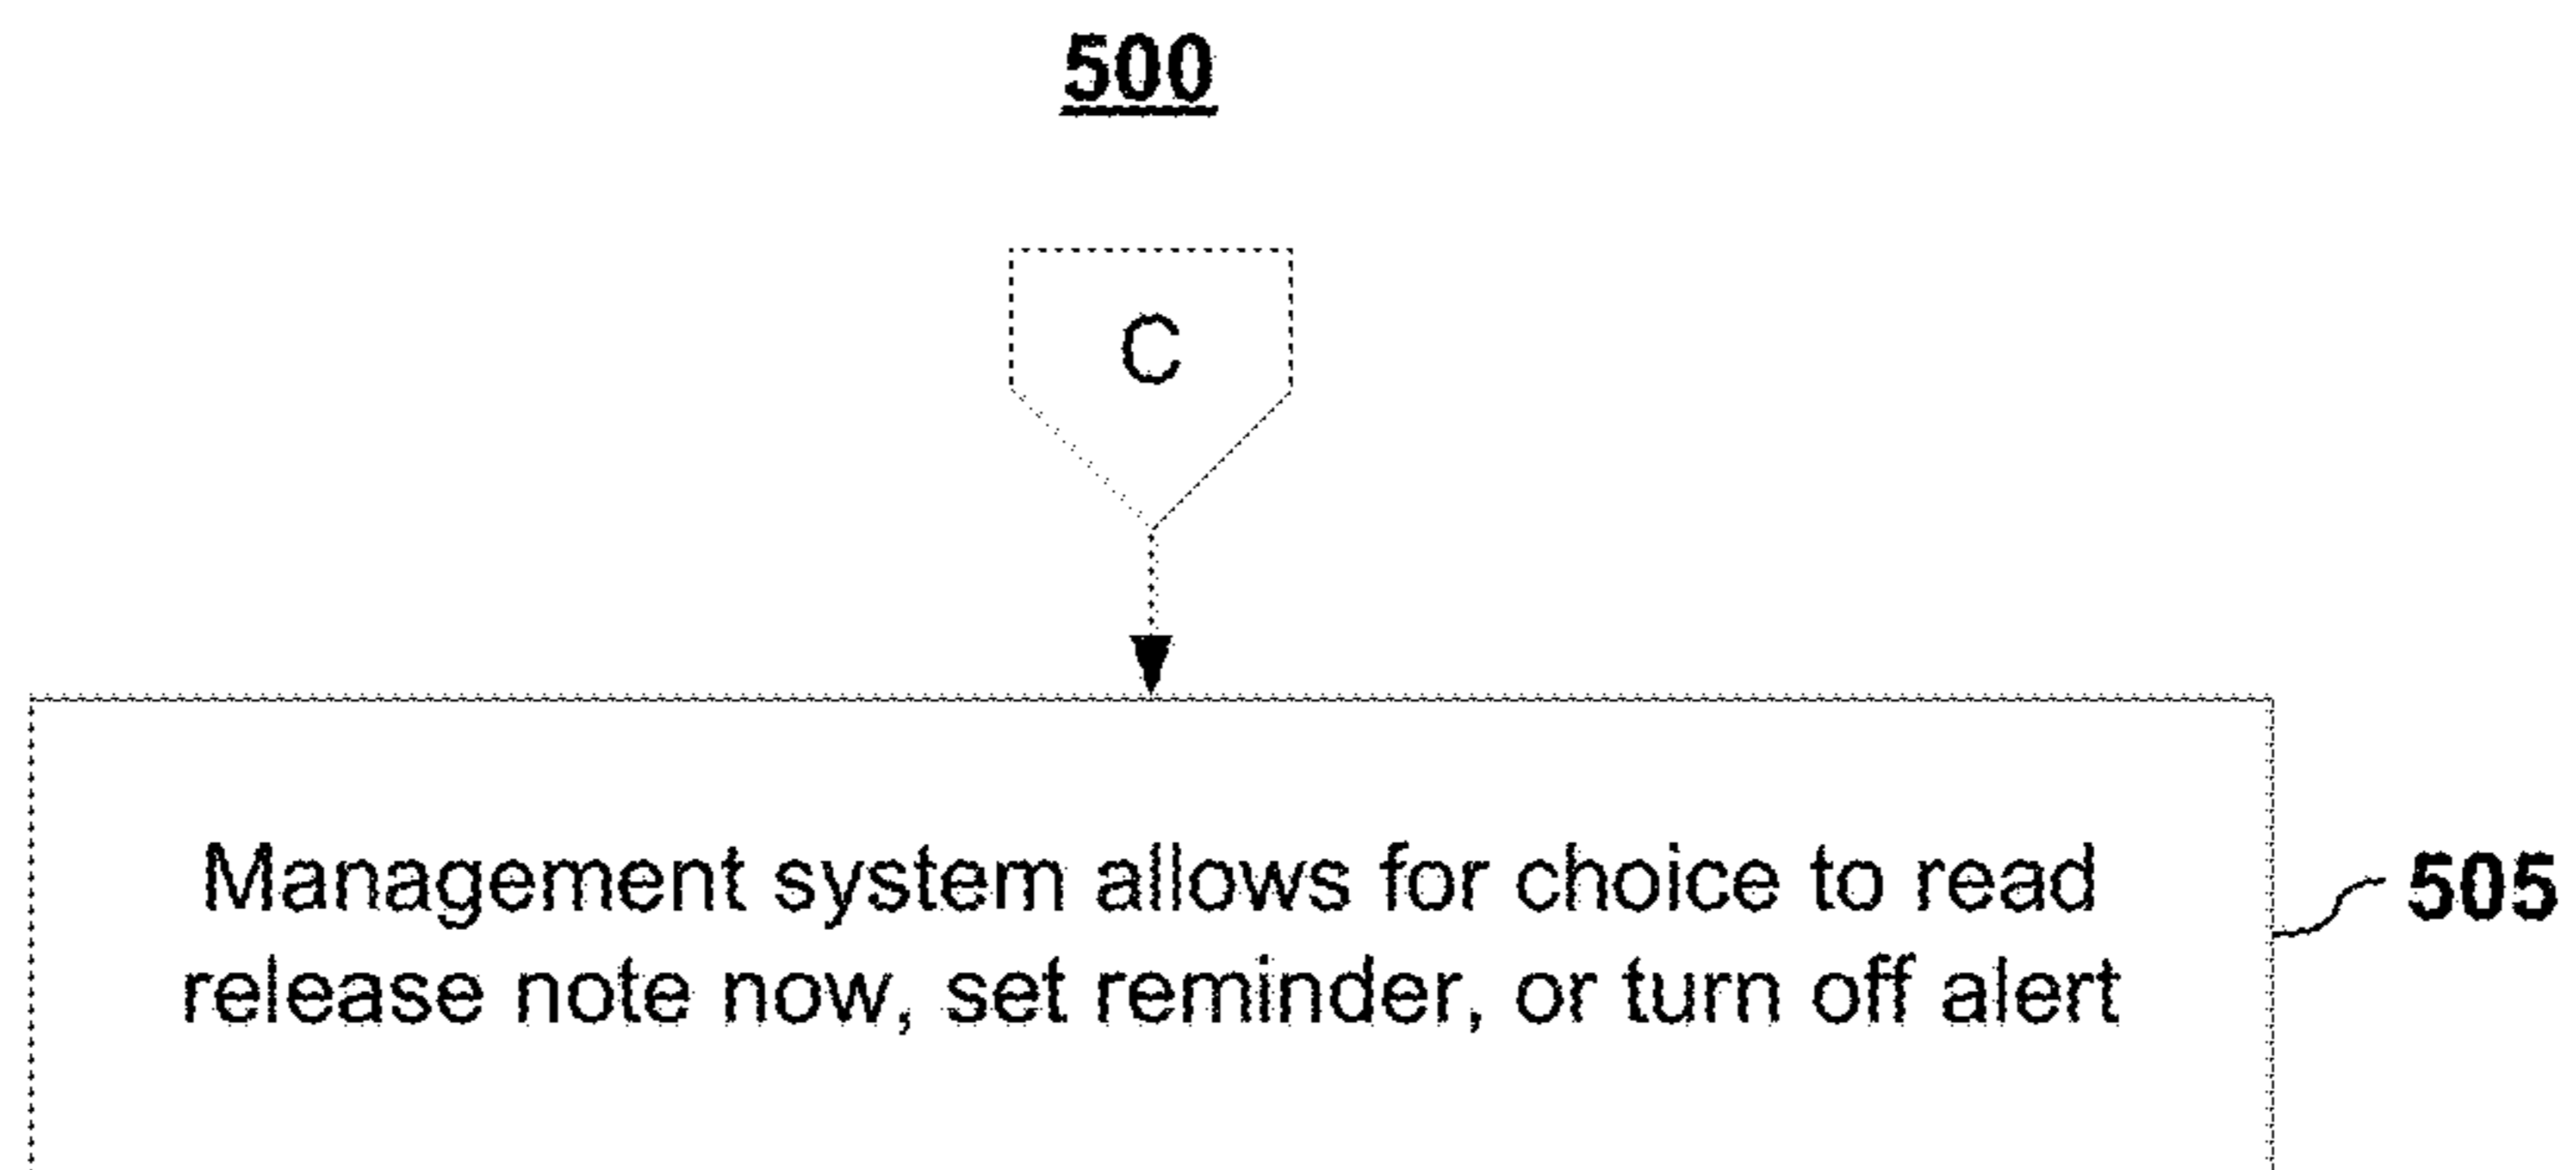 500
C
Management system allows for choice to read
release note now, set reminder, or turn off alert
505